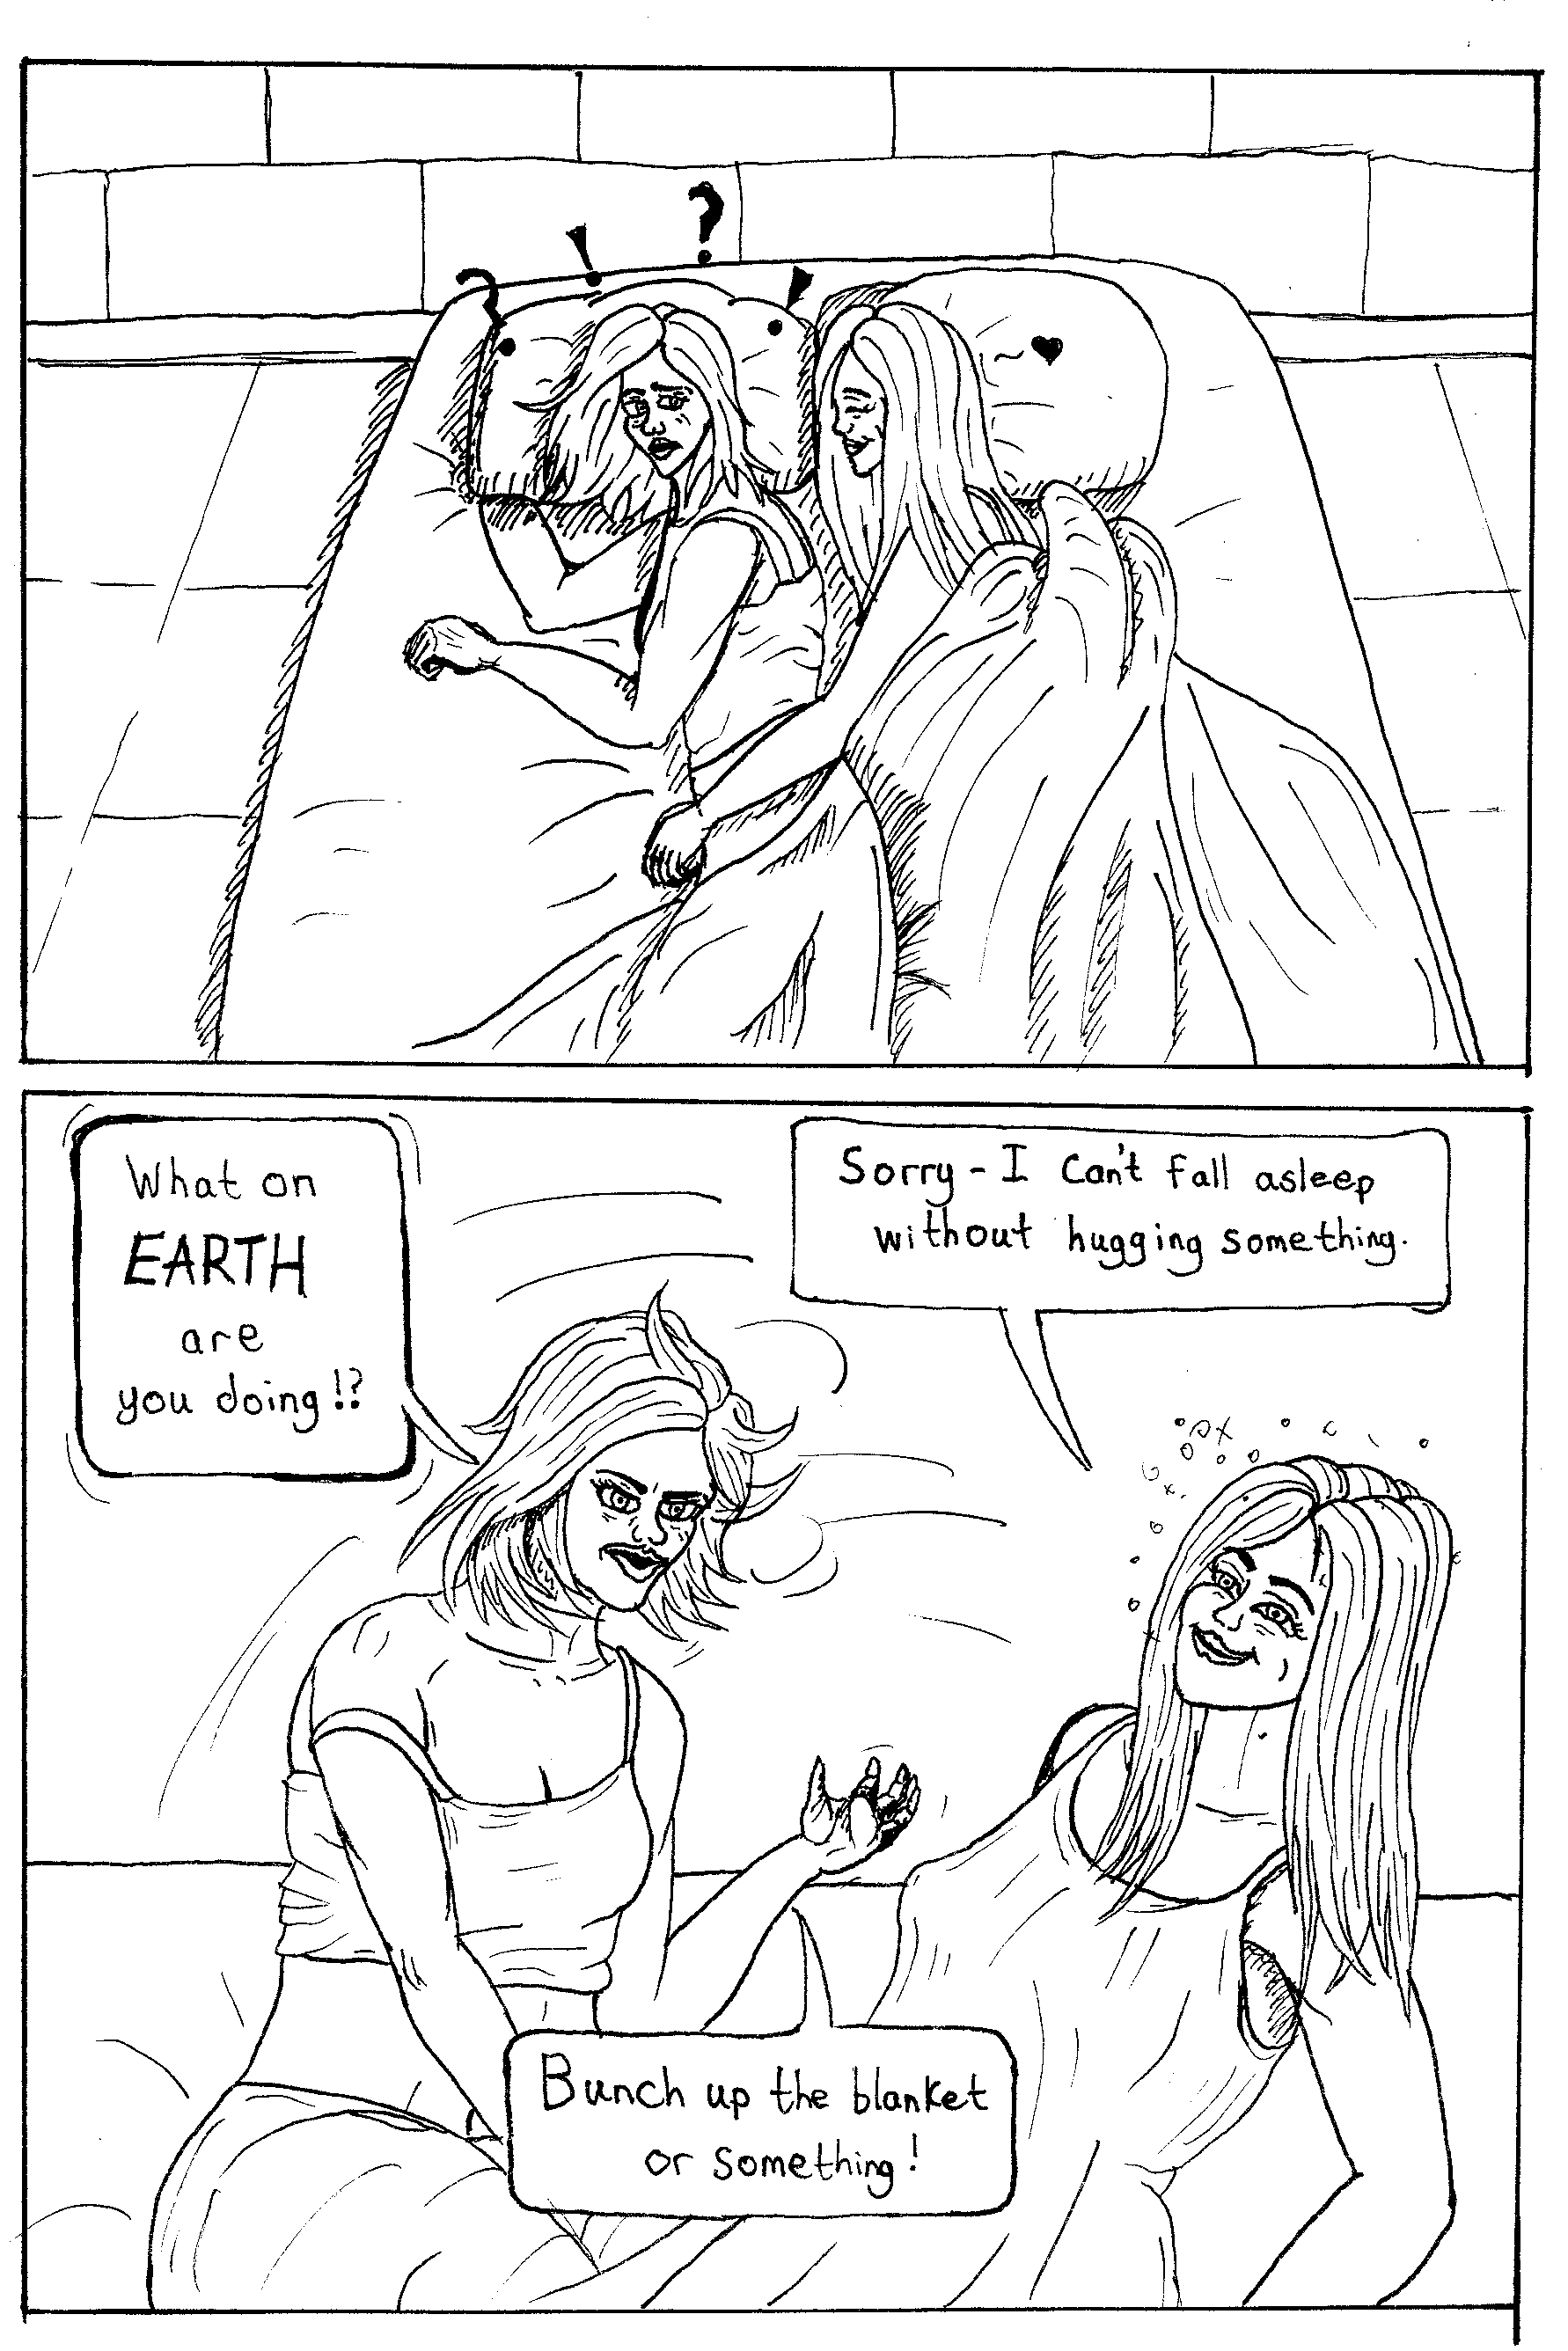 ? ! ? !
~ ♥
What on
EARTH
are
you doing!?
Sorry - I can't fall asleep
without hugging something.
Bunch up the blanket
or something!